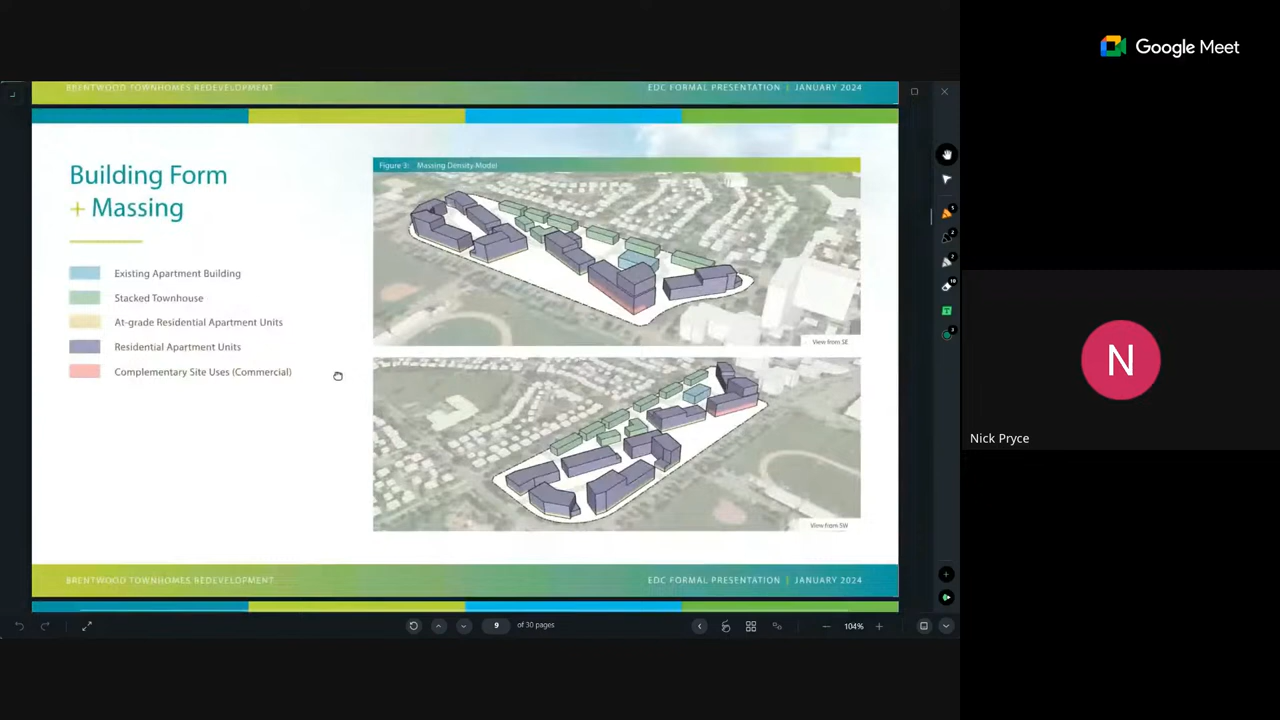 Google Meet
BRENTWOOD TOWNHOMES REDEVELOPMENT
EDC FORMAL PRESENTATION | JANUARY 2024
Building Form
+ Massing
Existing Apartment Building
Stacked Townhouse
At-grade Residential Apartment Units
Residential Apartment Units
Complementary Site Uses (Commercial)
Figure 3: Massing Density Model
View from SE
View from SW
BRENTWOOD TOWNHOMES REDEVELOPMENT
EDC FORMAL PRESENTATION | JANUARY 2024
9 of 30 pages
104%
N
Nick Pryce